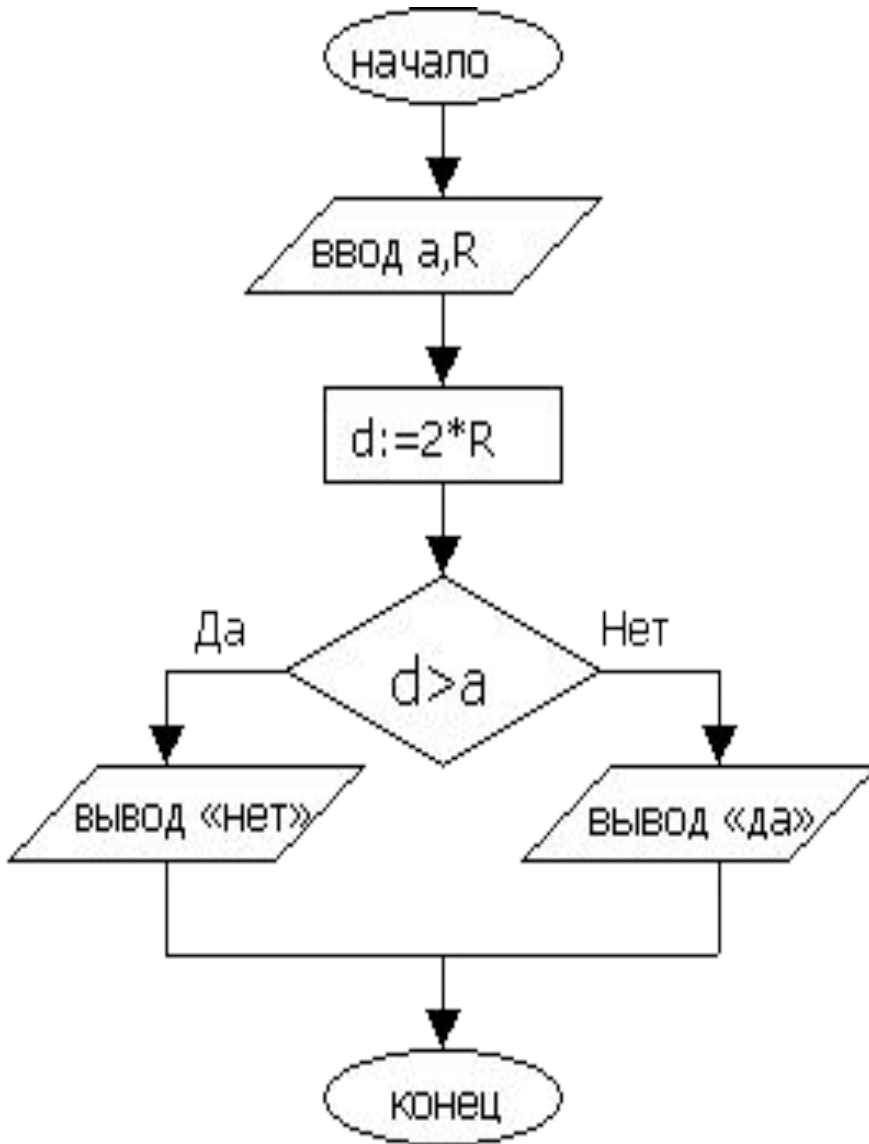 начало
ввод a,R
d:=2*R
Да
Нет
d>a
вывод «нет»
вывод «да»
конец